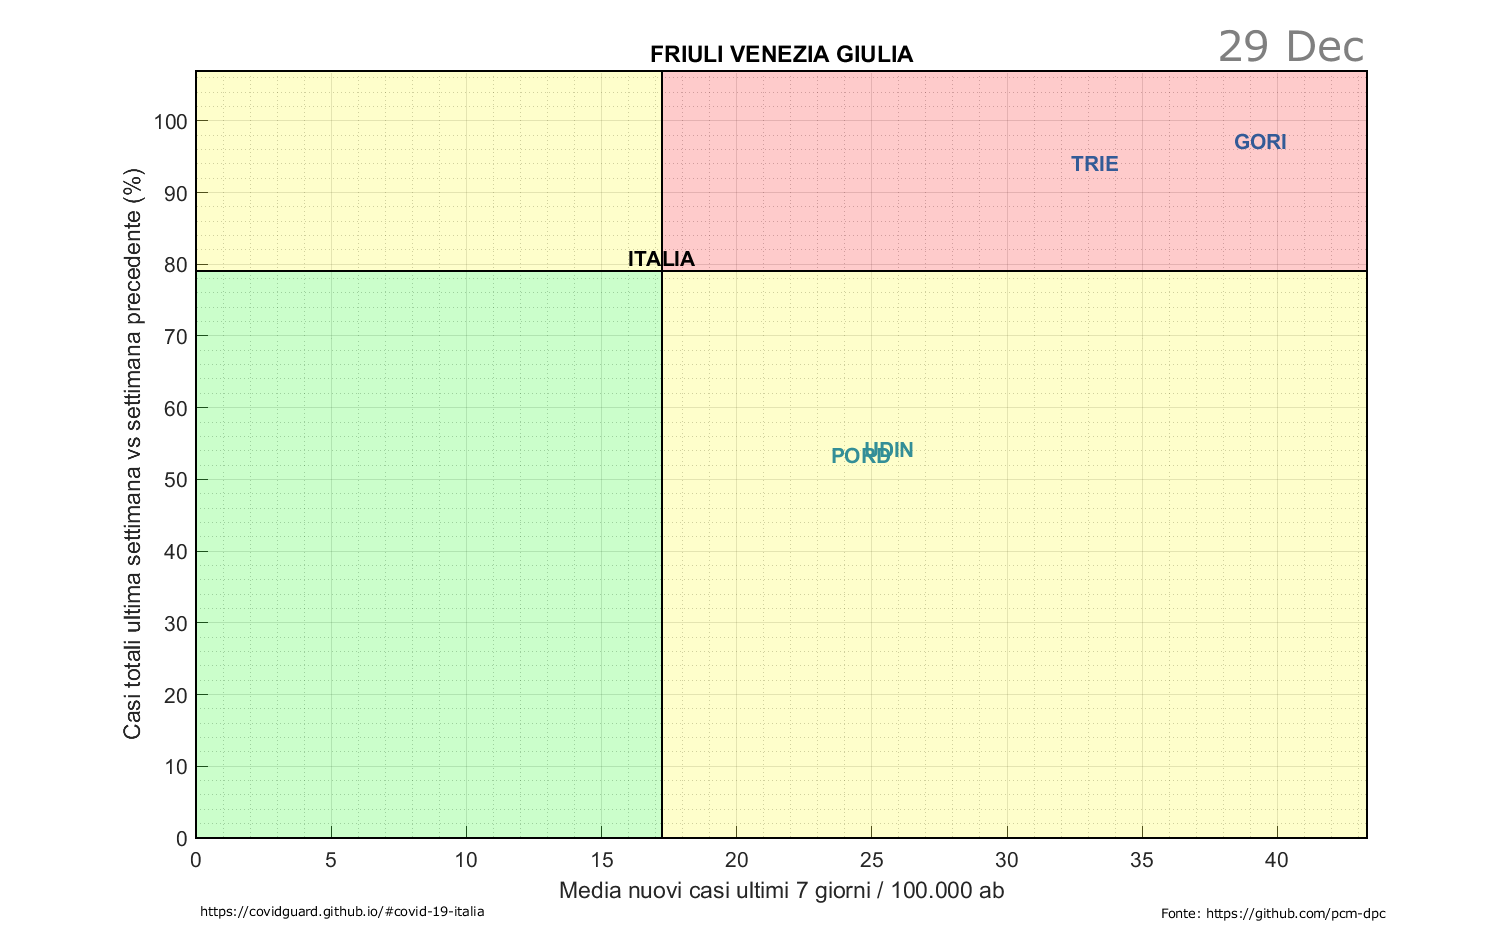 29 Dec
FRIULI VENEZIA GIULIA
100
90
80
70
60
50
40
30
20
10
0
Casi totali ultima settimana vs settimana precedente (%)
GORI
TRIE
ITALIA
UDIN
PORD
0 5 10 15 20 25 30 35 40
Media nuovi casi ultimi 7 giorni / 100.000 ab
https://covidguard.github.io/#covid-19-italia
Fonte: https://github.com/pcm-dpc